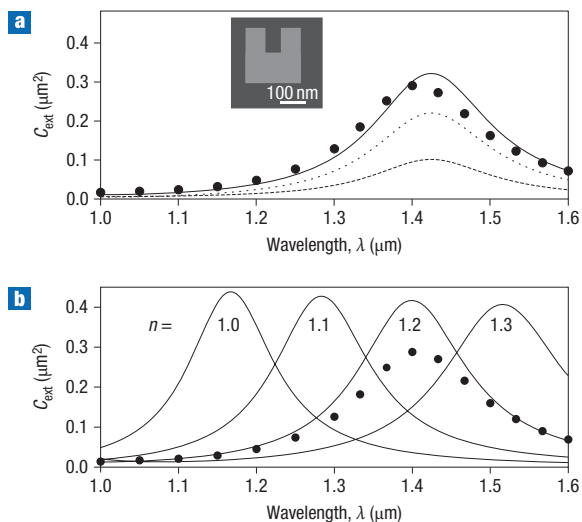 a
0.4
0.3
0.2
0.1
0.0
C_ext (μm²)
100 nm
1.0 1.1 1.2 1.3 1.4 1.5 1.6
Wavelength, λ (μm)
b
0.4
0.3
0.2
0.1
0.0
C_ext (μm²)
n = 1.0 1.1 1.2 1.3
1.0 1.1 1.2 1.3 1.4 1.5 1.6
Wavelength, λ (μm)